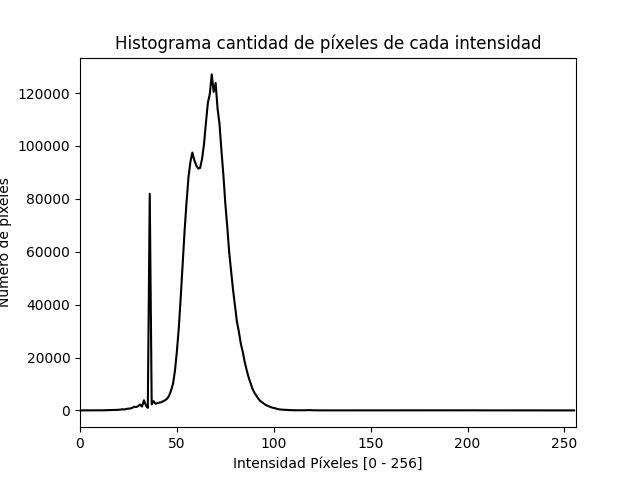 Histograma cantidad de píxeles de cada intensidad
120000
100000
80000
60000
40000
20000
0
Número de píxeles
0 50 100 150 200 250
Intensidad Píxeles [0 - 256]